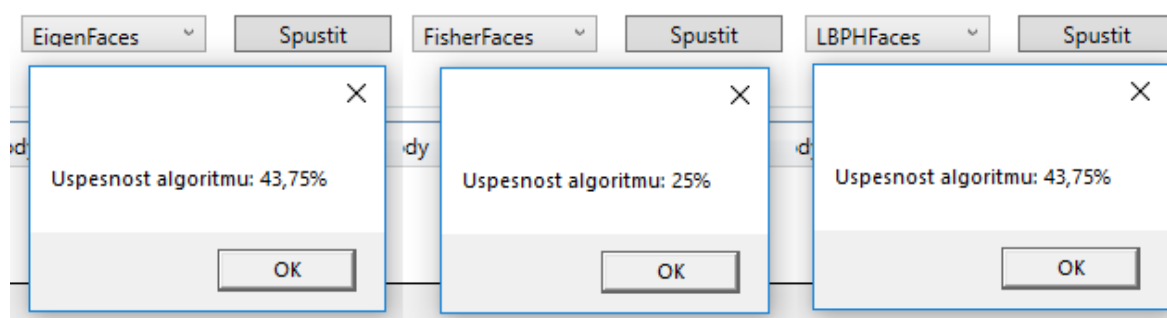 EigenFaces Spustit FisherFaces Spustit LBPHFaces Spustit
ody
Uspesnost algoritmu: 43,75% Uspesnost algoritmu: 25% Uspesnost algoritmu: 43,75%
OK OK OK